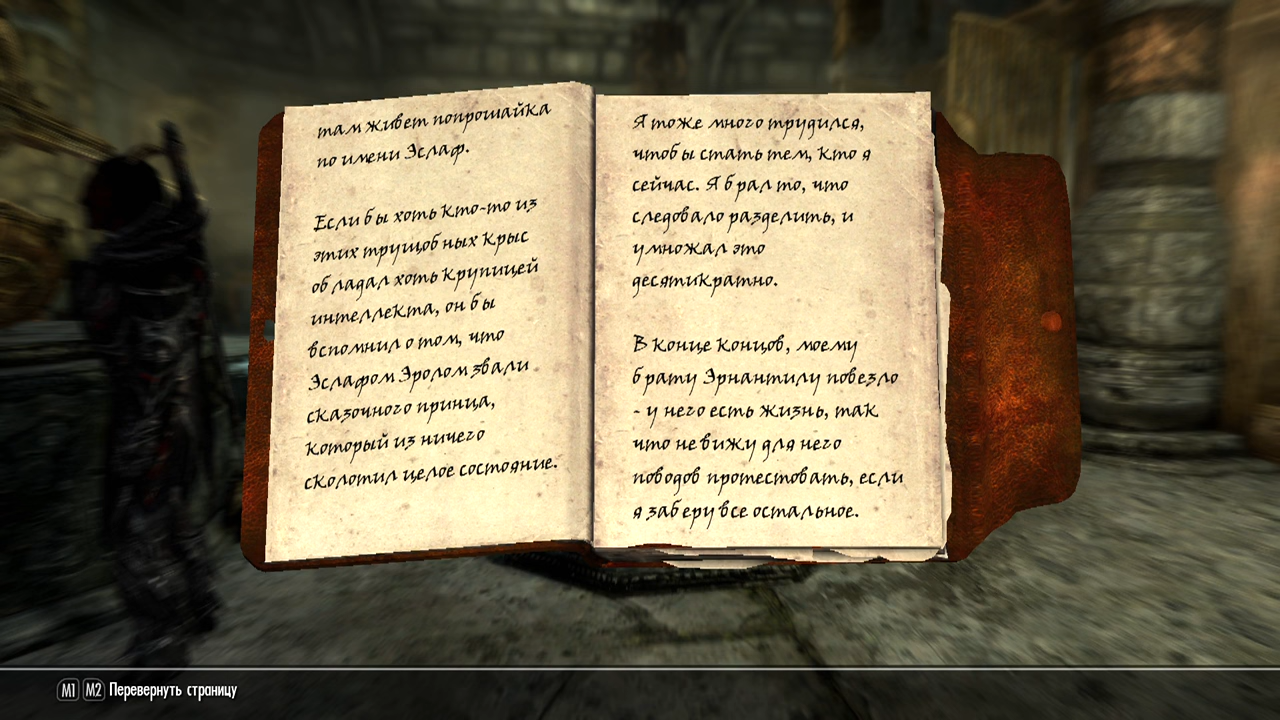 там живет попрошайка
по имени Эслаф.
Если бы хоть кто-то из
этих трущобных крыс
обладал хоть крупицей
интеллекта, он бы
вспомнил о том, что
Эслафом Эролом звали
сказочного принца,
который из ничего
сколотил целое состояние.
Я тоже много трудился,
чтобы стать тем, кто я
сейчас. Я брал то, что
следовало разделить, и
умножал это
десятикратно.
В конце концов, моему
брату Эрнантилу повезло
- у него есть жизнь, так
что не вижу для него
поводов протестовать, если
я заберу все остальное.
M1 M2 Перевернуть страницу